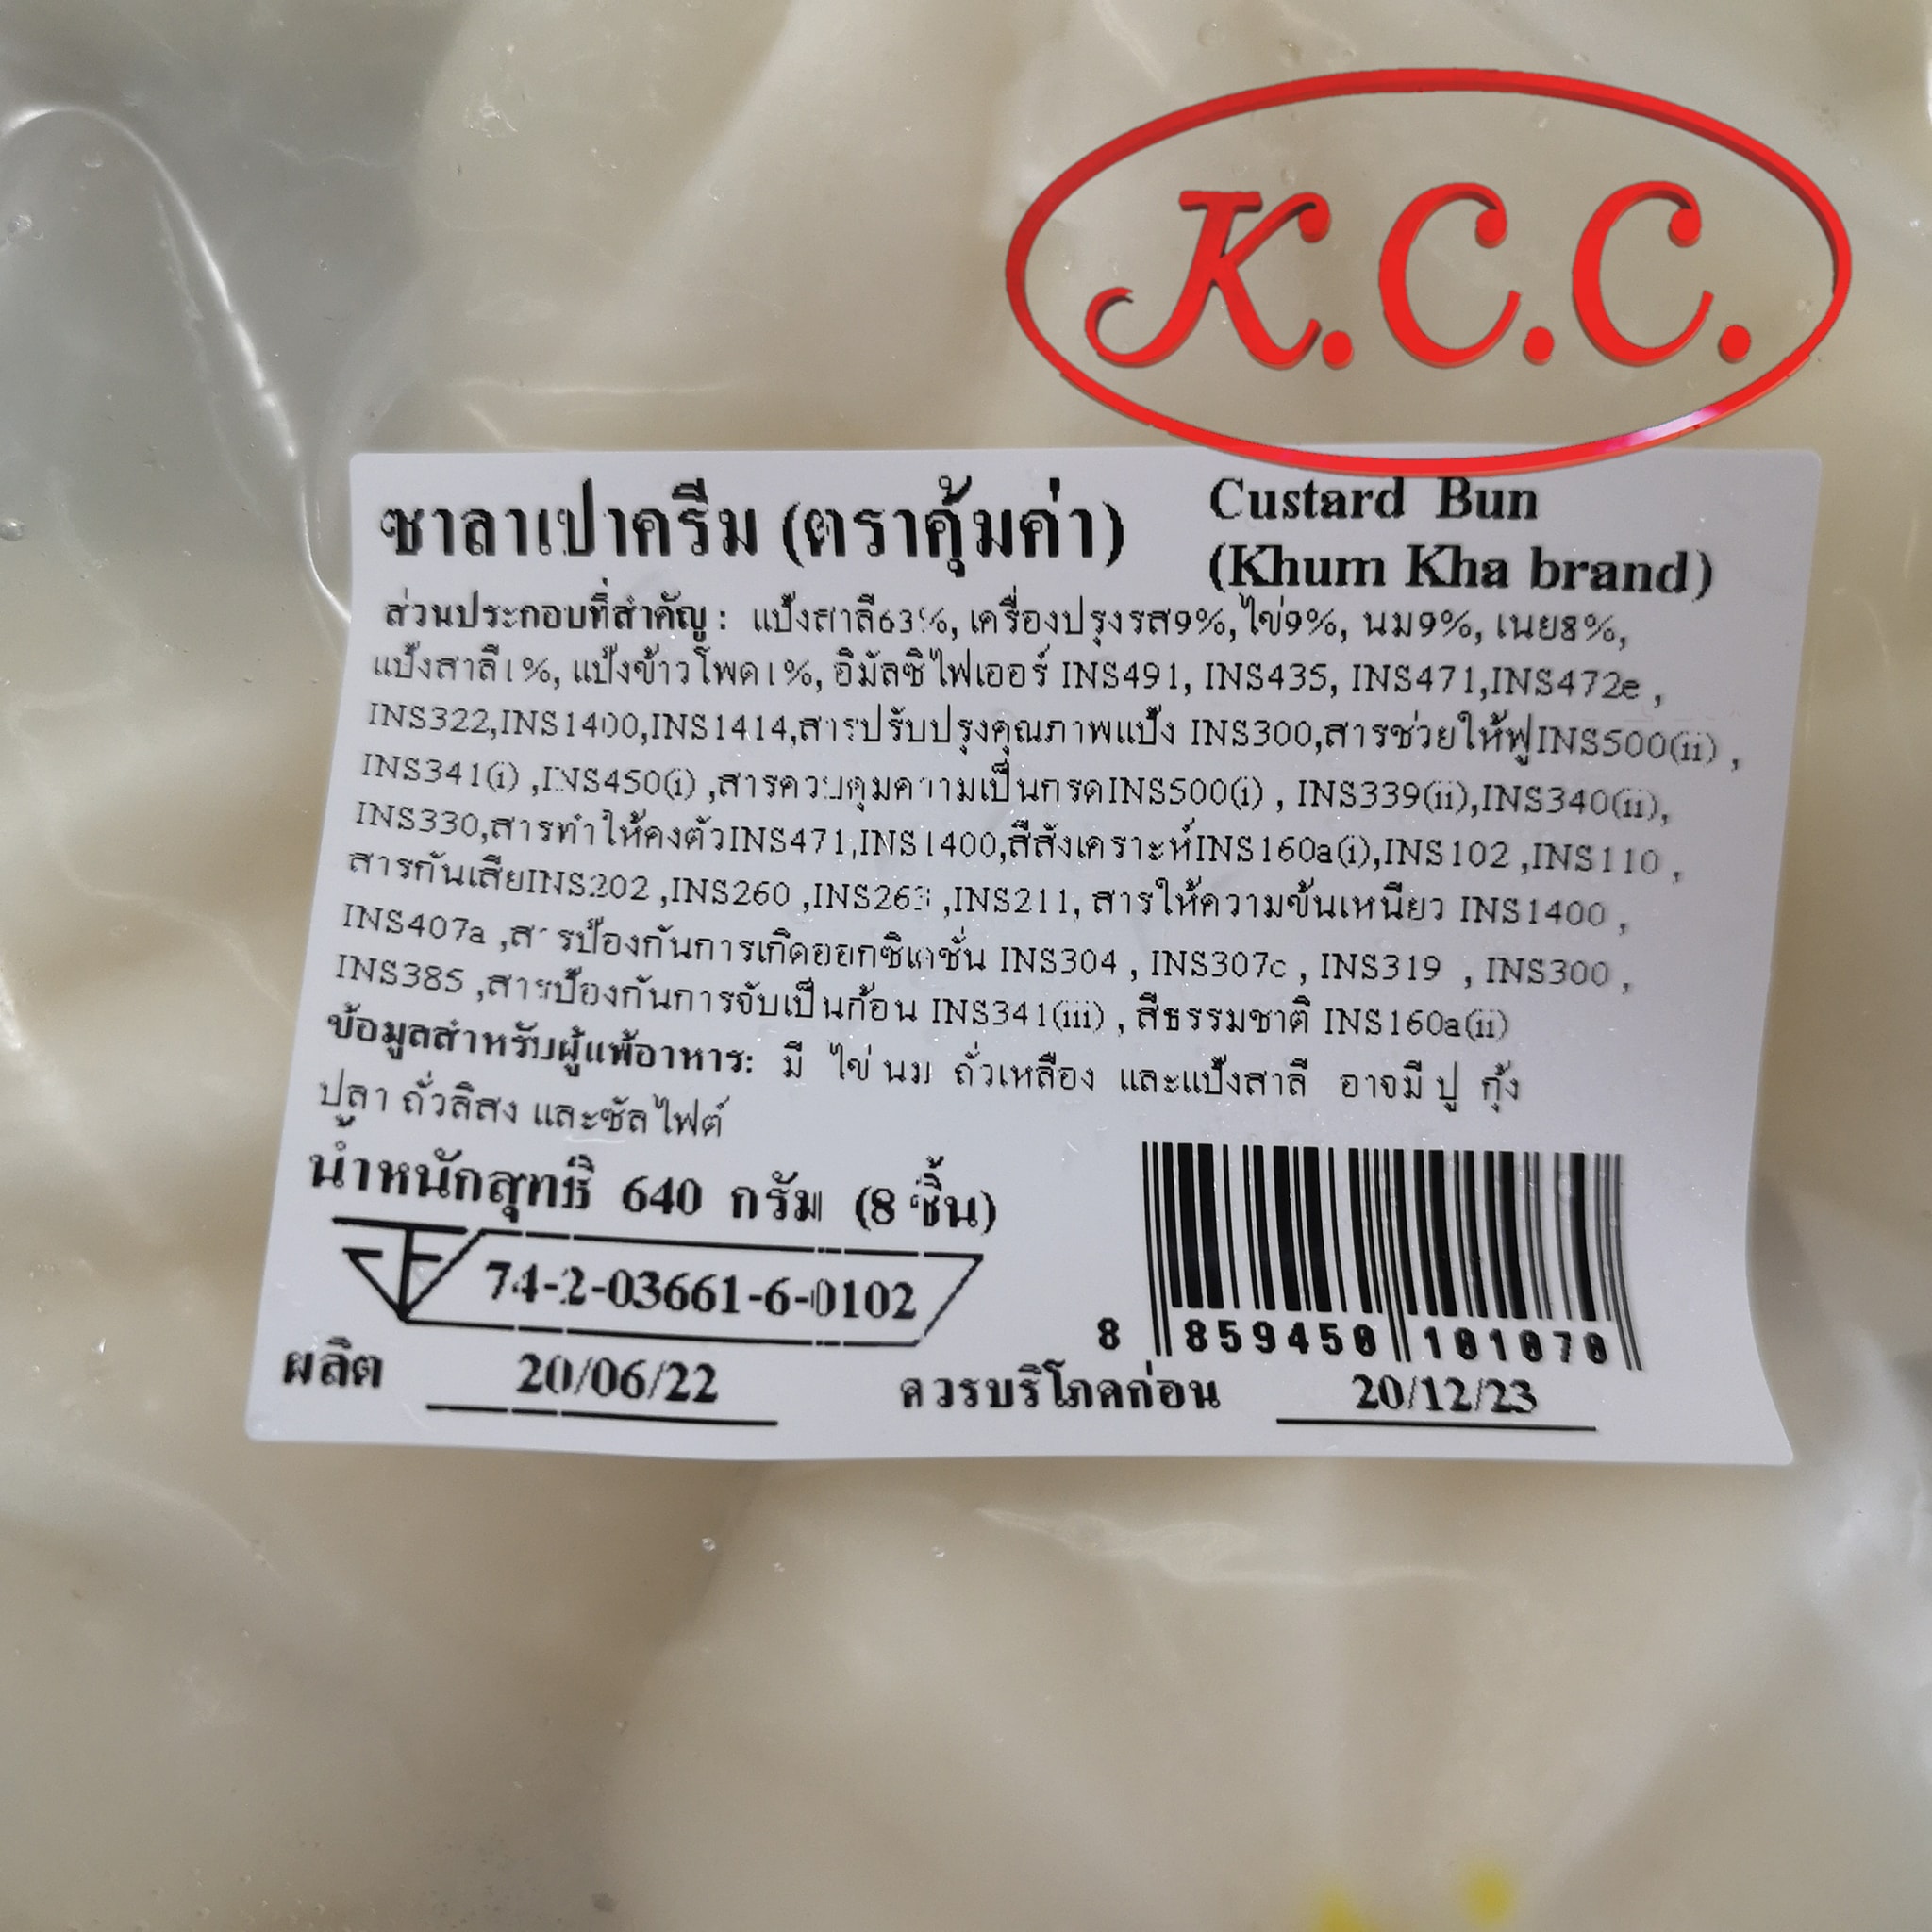 K.C.C.
ซาลาเปาครีม (ตราคุ้มค่า)
Custard Bun
(Khum Kha brand)
ส่วนประกอบที่สำคัญ : แป้งสาลี63%, เครื่องปรุงรส9%,ไข่9%, นม9%, เนย8%,
แป้งสาลี1%, แป้งข้าวโพด1%, อิมัลซิไฟเออร์ INS491, INS435, INS471,INS472e ,
INS322,INS1400,INS1414,สารปรับปรุงคุณภาพแป้ง INS300,สารช่วยให้ฟูINS500(ii) ,
INS341(i) ,INS450(i) ,สารควบคุมความเป็นกรดINS500(i) , INS339(ii),INS340(ii),
INS330,สารทำให้คงตัวINS471,INS1400,สีสังเคราะห์INS160a(i),INS102 ,INS110 ,
สารกันเสียINS202 ,INS260 ,INS263 ,INS211, สารให้ความข้นเหนียว INS1400 ,
INS407a ,สารป้องกันการเกิดออกซิเดชั่น INS304 , INS307c , INS319 , INS300 ,
INS385 ,สารป้องกันการจับเป็นก้อน INS341(iii) , สีธรรมชาติ INS160a(ii)
ข้อมูลสำหรับผู้แพ้อาหาร: มี ไข่ นม ถั่วเหลือง และแป้งสาลี อาจมี ปู กุ้ง
ปลา ถั่วลิสง และซัลไฟต์
น้ำหนักสุทธิ 640 กรัม (8 ชิ้น)
74-2-03661-6-0102
8 859450 101070
ผลิต 20/06/22 ควรบริโภคก่อน 20/12/23